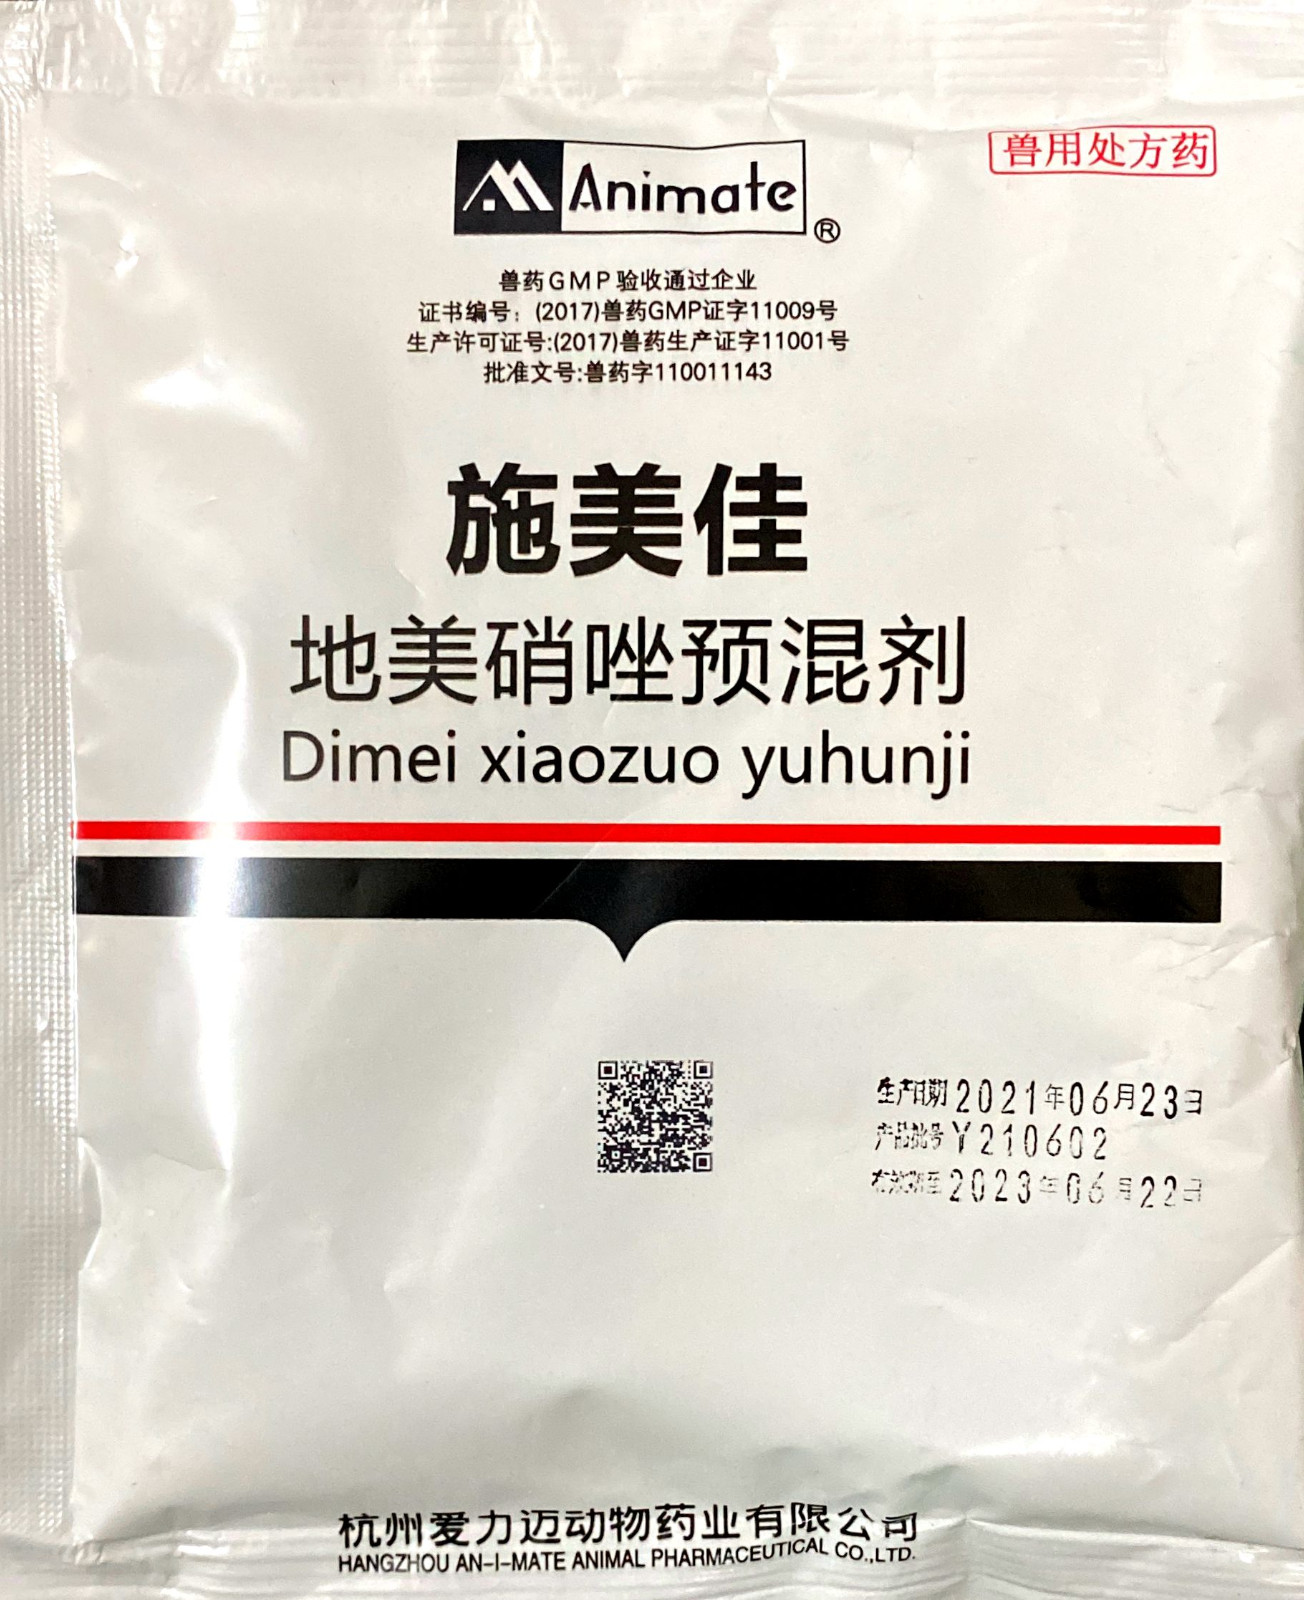 Animate
®
兽用处方药
兽药GMP验收通过企业
证书编号：(2017)兽药GMP证字11009号
生产许可证号:(2017)兽药生产证字11001号
批准文号:兽药字110011143
施美佳
地美硝唑预混剂
Dimei xiaozuo yuhunji
生产日期2021年06月23日
产品批号Y210602
有效期至2023年06月22日
杭州爱力迈动物药业有限公司
HANGZHOU AN-I-MATE ANIMAL PHARMACEUTICAL CO.,LTD.